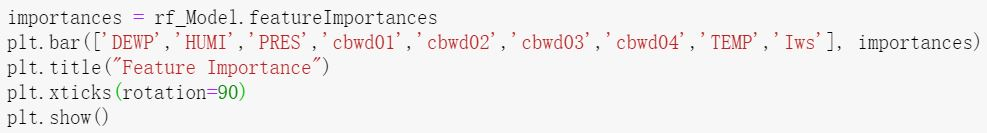 importances = rf_Model.featureImportances
plt.bar(['DEWP','HUMI','PRES','cbwd01','cbwd02','cbwd03','cbwd04','TEMP','Iws'], importances)
plt.title("Feature Importance")
plt.xticks(rotation=90)
plt.show()